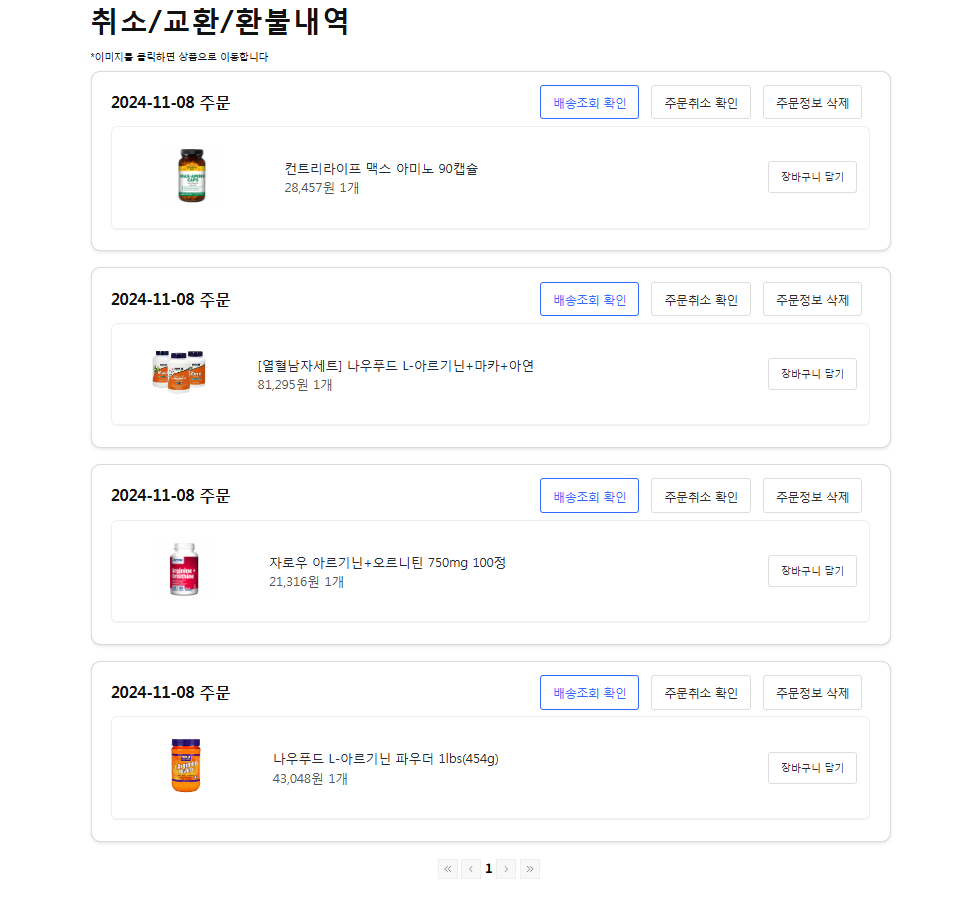 취소/교환/환불내역
*이미지를 클릭하면 상품으로 이동합니다
2024-11-08 주문
배송조회 확인
주문취소 확인
주문정보 삭제
컨트리라이프 맥스 아미노 90캡슐
28,457원 1개
장바구니 담기
2024-11-08 주문
배송조회 확인
주문취소 확인
주문정보 삭제
[열혈남자세트] 나우푸드 L-아르기닌+마카+아연
81,295원 1개
장바구니 담기
2024-11-08 주문
배송조회 확인
주문취소 확인
주문정보 삭제
자로우 아르기닌+오르니틴 750mg 100정
21,316원 1개
장바구니 담기
2024-11-08 주문
배송조회 확인
주문취소 확인
주문정보 삭제
나우푸드 L-아르기닌 파우더 1lbs(454g)
43,048원 1개
장바구니 담기
« ‹ 1 › »